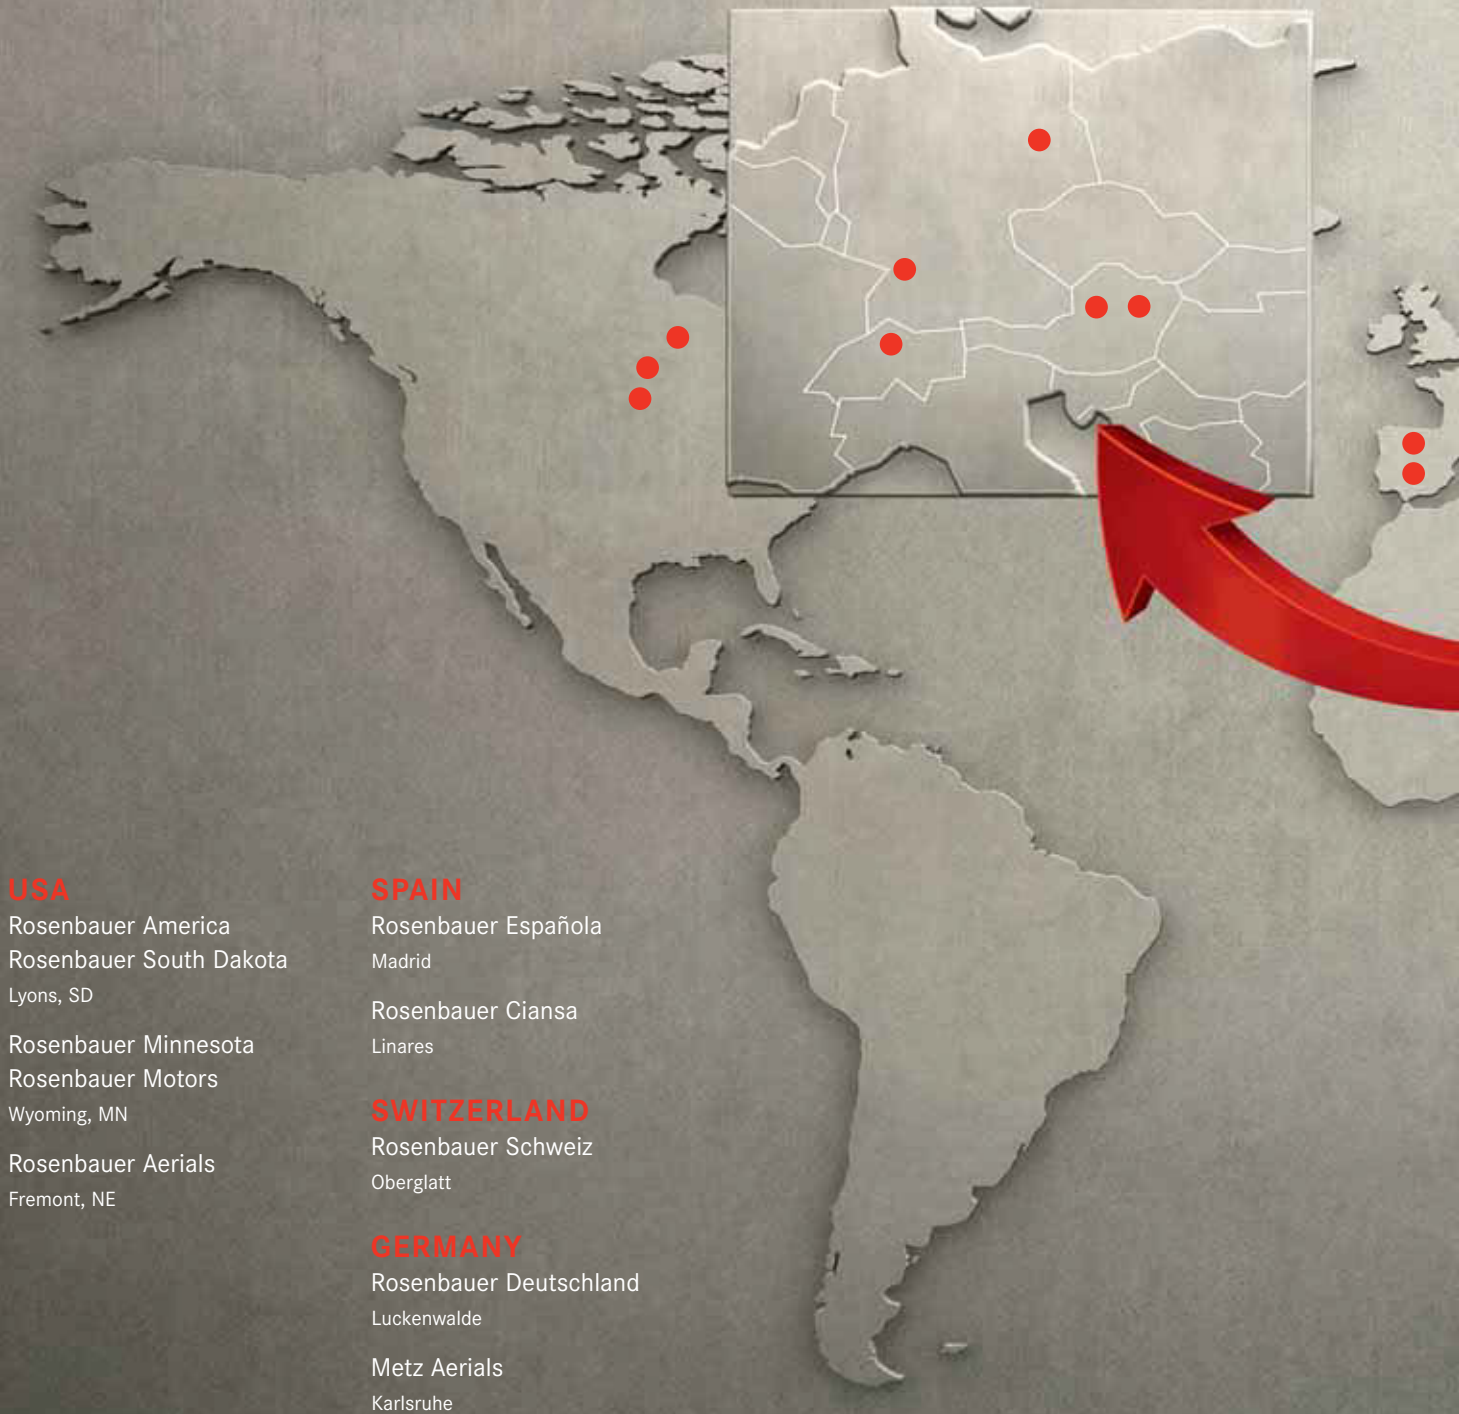 USA
Rosenbauer America
Rosenbauer South Dakota
Lyons, SD
Rosenbauer Minnesota
Rosenbauer Motors
Wyoming, MN
Rosenbauer Aerials
Fremont, NE
SPAIN
Rosenbauer Española
Madrid
Rosenbauer Ciansa
Linares
SWITZERLAND
Rosenbauer Schweiz
Oberglatt
GERMANY
Rosenbauer Deutschland
Luckenwalde
Metz Aerials
Karlsruhe